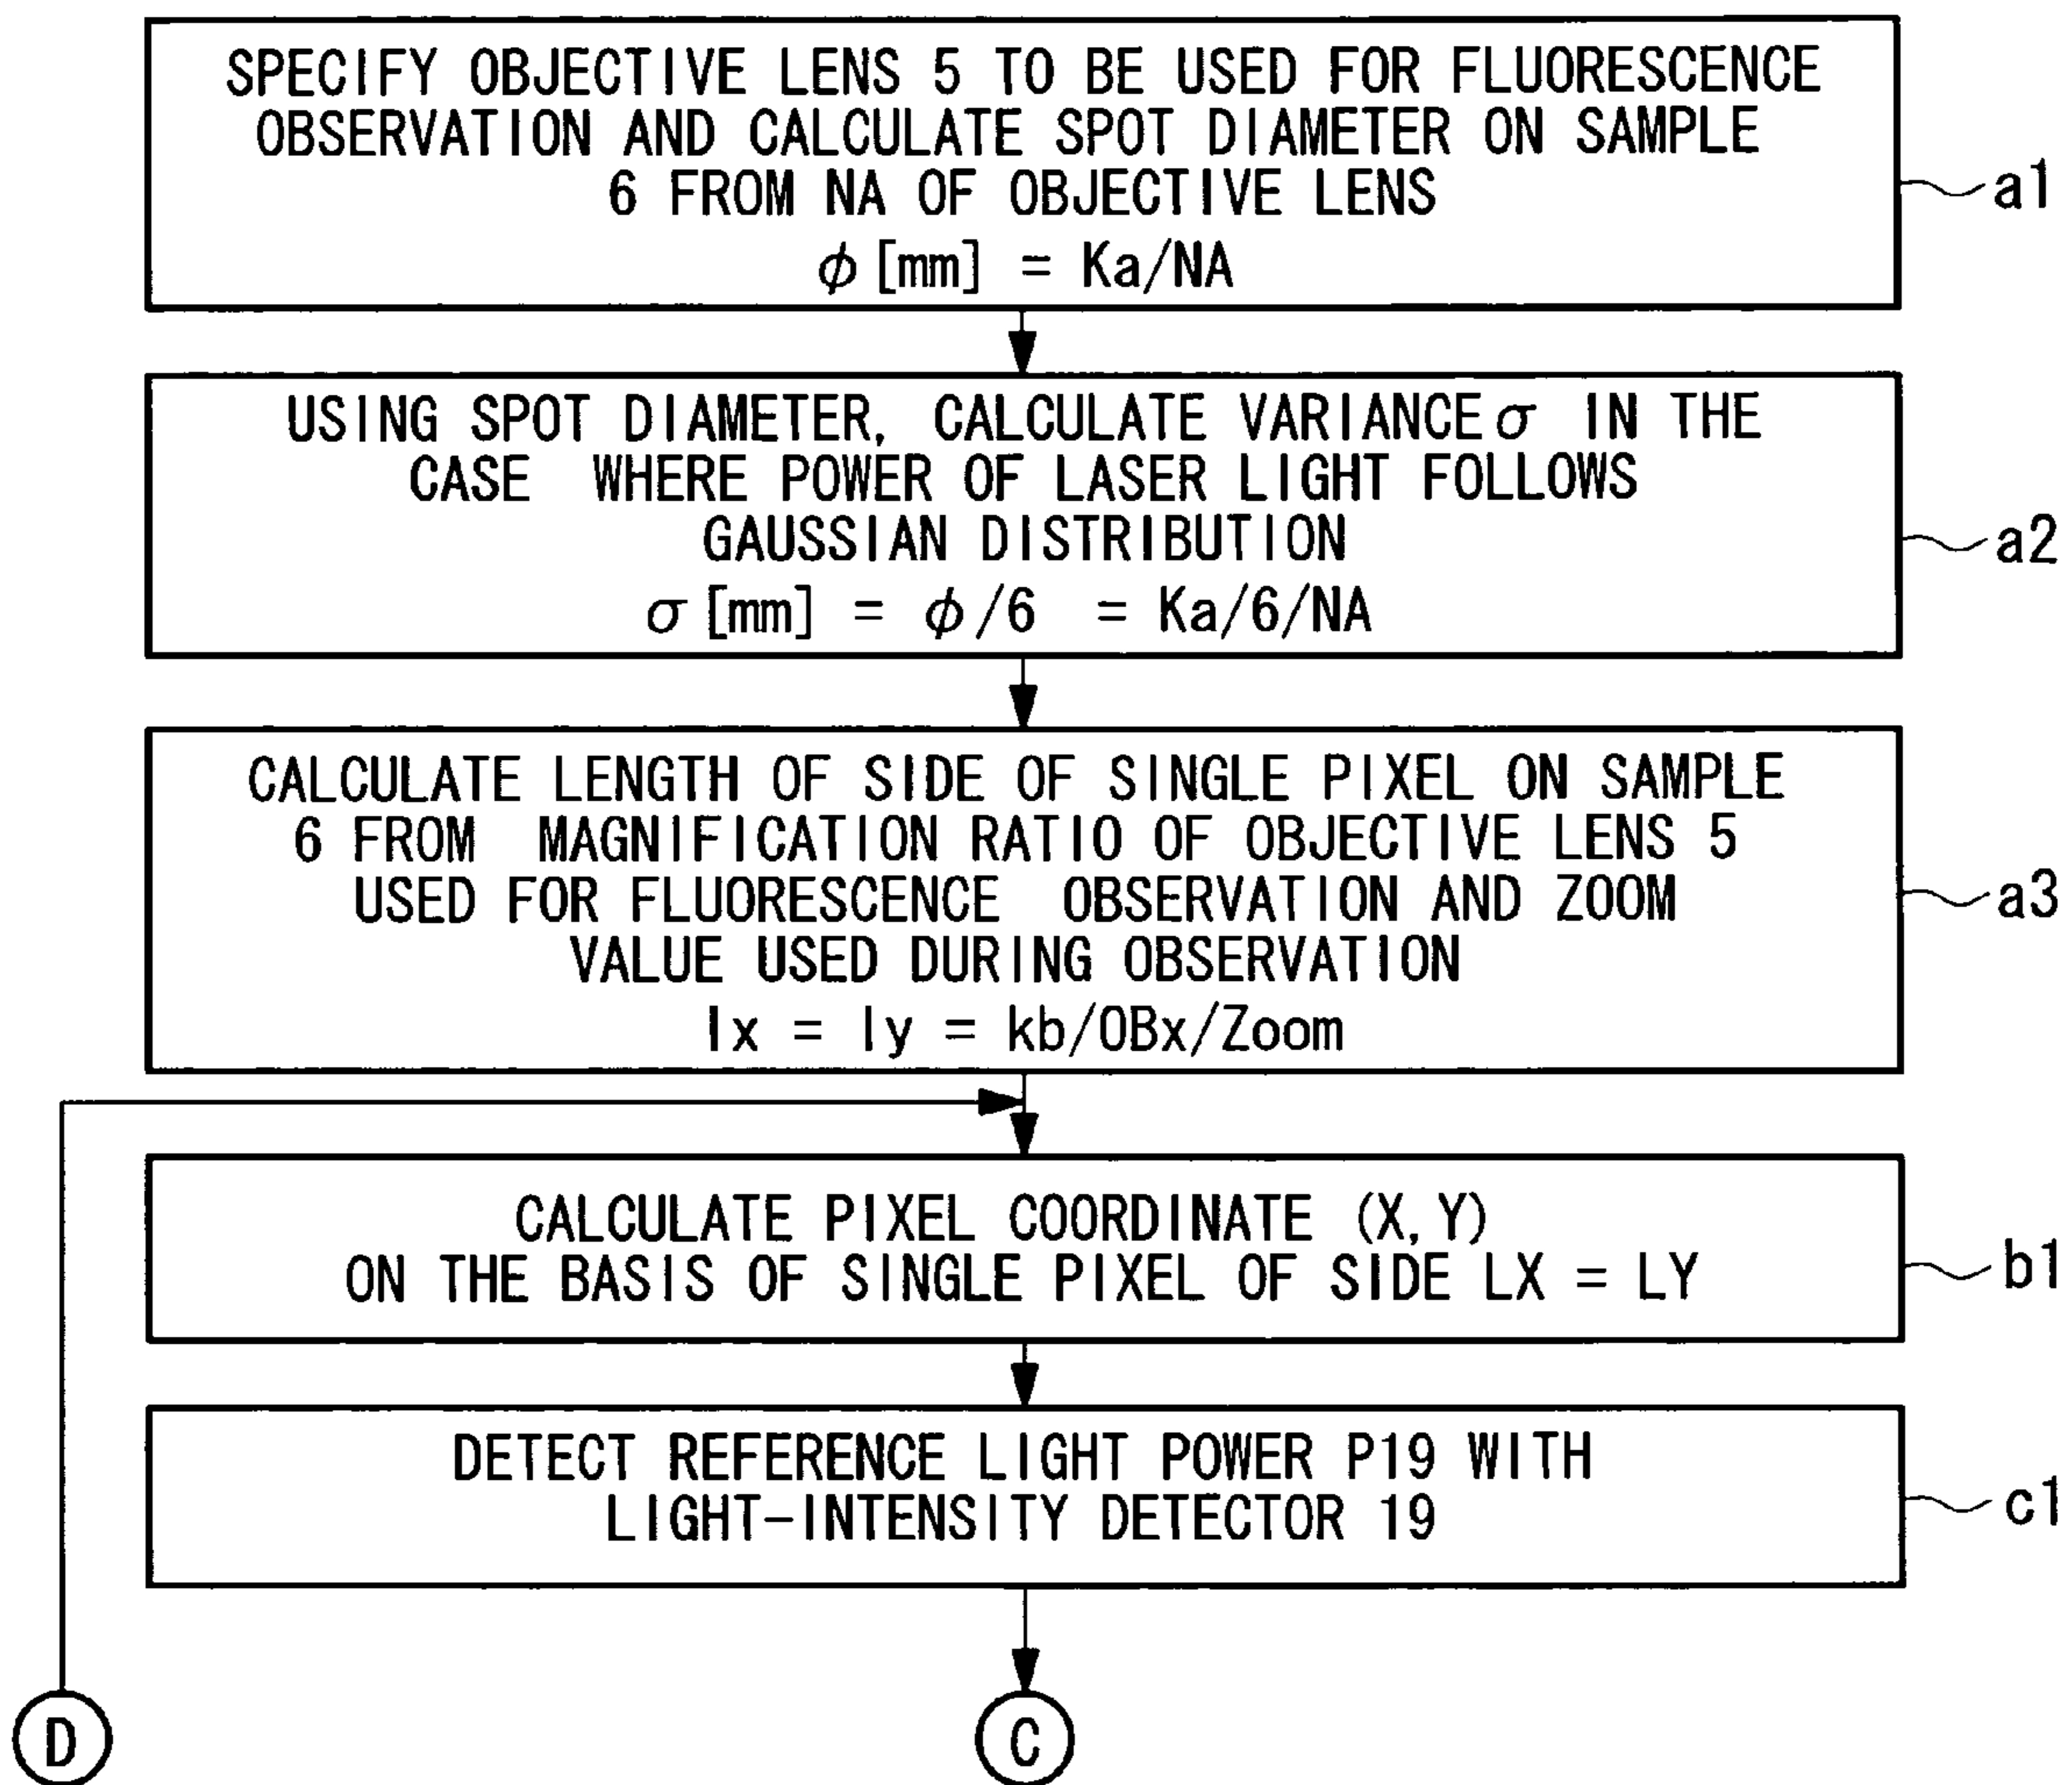 SPECIFY OBJECTIVE LENS 5 TO BE USED FOR FLUORESCENCE
OBSERVATION AND CALCULATE SPOT DIAMETER ON SAMPLE
6 FROM NA OF OBJECTIVE LENS
φ[mm] = Ka/NA
a1
USING SPOT DIAMETER, CALCULATE VARIANCE σ IN THE
CASE WHERE POWER OF LASER LIGHT FOLLOWS
GAUSSIAN DISTRIBUTION
σ[mm] = φ/6 = Ka/6/NA
a2
CALCULATE LENGTH OF SIDE OF SINGLE PIXEL ON SAMPLE
6 FROM MAGNIFICATION RATIO OF OBJECTIVE LENS 5
USED FOR FLUORESCENCE OBSERVATION AND ZOOM
VALUE USED DURING OBSERVATION
lx = ly = kb/OBx/Zoom
a3
CALCULATE PIXEL COORDINATE (X,Y)
ON THE BASIS OF SINGLE PIXEL OF SIDE LX = LY
b1
DETECT REFERENCE LIGHT POWER P19 WITH
LIGHT-INTENSITY DETECTOR 19
c1
D
C